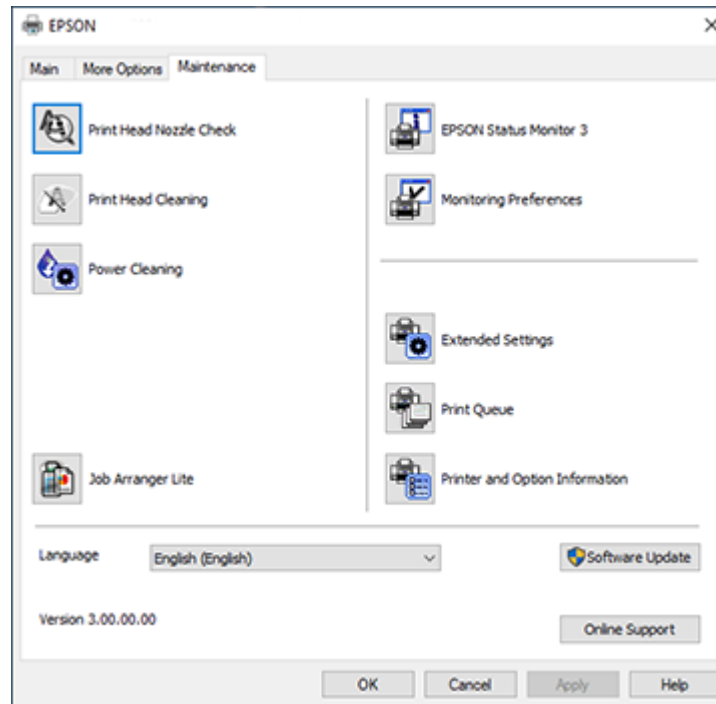 EPSON
Main More Options Maintenance
Print Head Nozzle Check
Print Head Cleaning
Power Cleaning
Job Arranger Lite
EPSON Status Monitor 3
Monitoring Preferences
Extended Settings
Print Queue
Printer and Option Information
Language English (English) Software Update
Version 3.00.00.00
Online Support
OK Cancel Apply Help